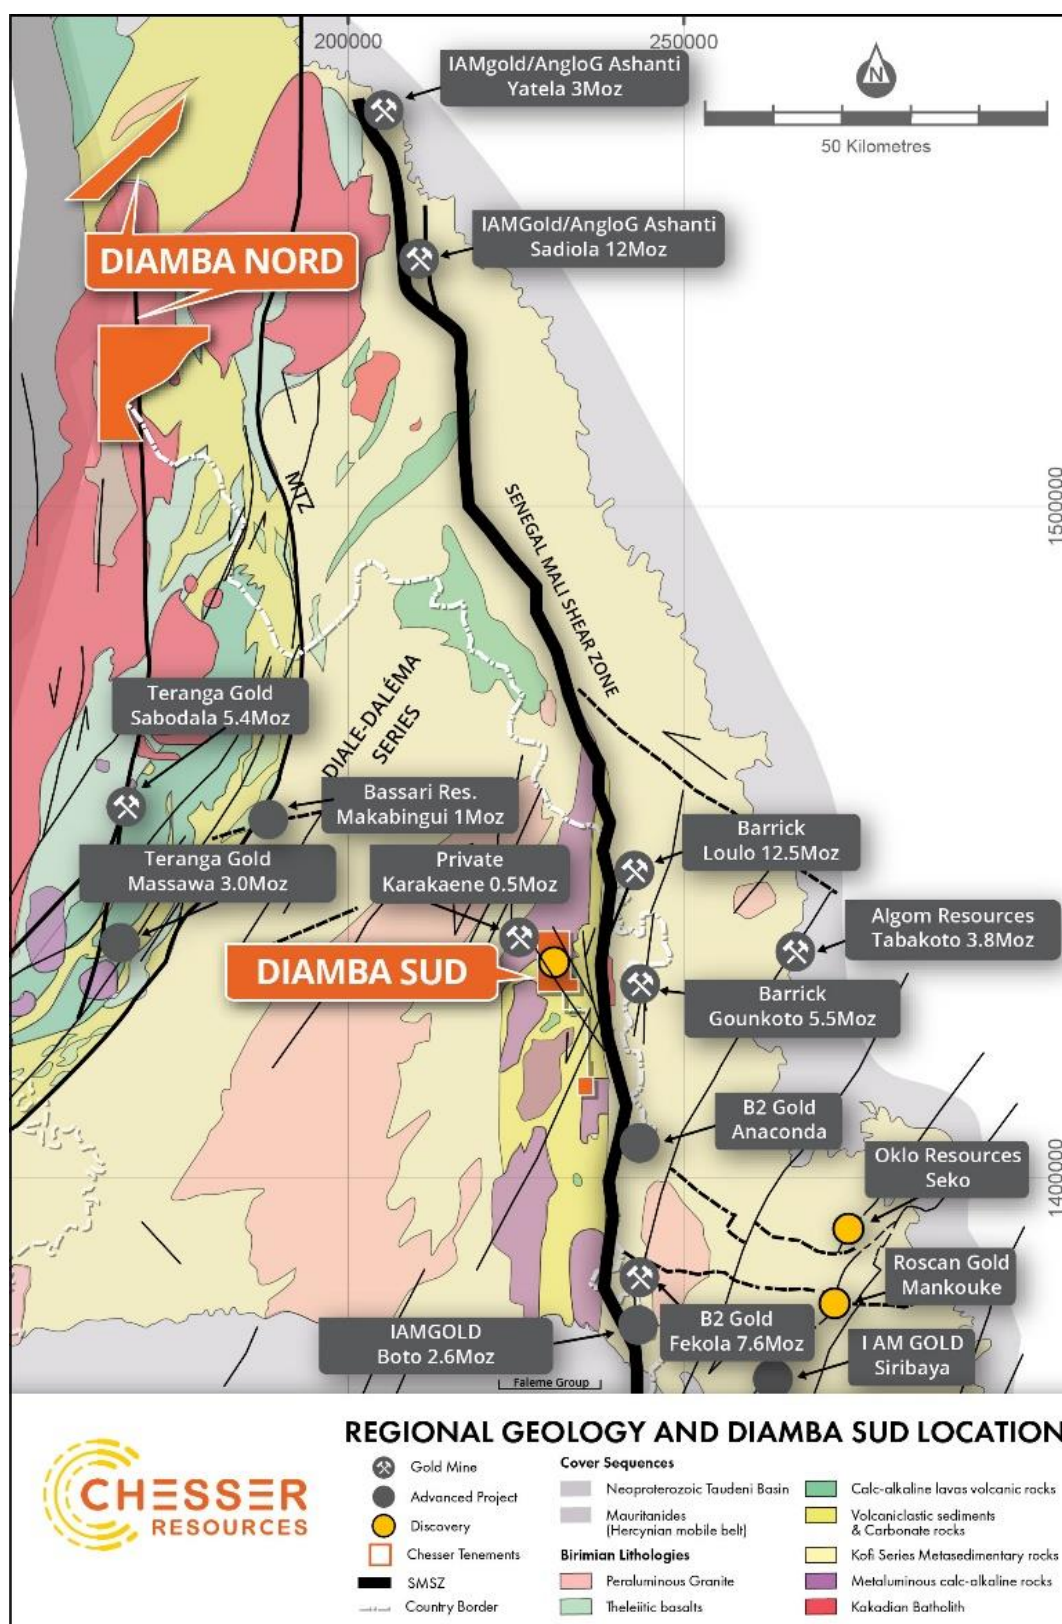 200000
250000
IAMgold/AngloG Ashanti
Yatela 3Moz
N
50 Kilometres
IAMGold/AngloG Ashanti
Sadiola 12Moz
DIAMBA NORD
MTZ
SENEGAL MALI SHEAR ZONE
1500000
DIALE-DALÉMA
SERIES
Teranga Gold
Sabodala 5.4Moz
Bassari Res.
Makabingui 1Moz
Barrick
Loulo 12.5Moz
Teranga Gold
Massawa 3.0Moz
Private
Karakaene 0.5Moz
Algom Resources
Tabakoto 3.8Moz
DIAMBA SUD
Barrick
Gounkoto 5.5Moz
B2 Gold
Anaconda
Oklo Resources
Seko
1400000
Roscan Gold
Mankouke
IAMGOLD
Boto 2.6Moz
B2 Gold
Fekola 7.6Moz
I AM GOLD
Siribaya
Faleme Group
CHESSER
RESOURCES
REGIONAL GEOLOGY AND DIAMBA SUD LOCATION
Gold Mine
Advanced Project
Discovery
Chesser Tenements
SMSZ
Country Border
Cover Sequences
Neoproterozoic Taudeni Basin
Mauritanides
(Hercynian mobile belt)
Birimian Lithologies
Peraluminous Granite
Theleiitic basalts
Calc-alkaline lavas volcanic rocks
Volcaniclastic sediments
& Carbonate rocks
Kofi Series Metasedimentary rocks
Metaluminous calc-alkaline rocks
Kakadian Batholith